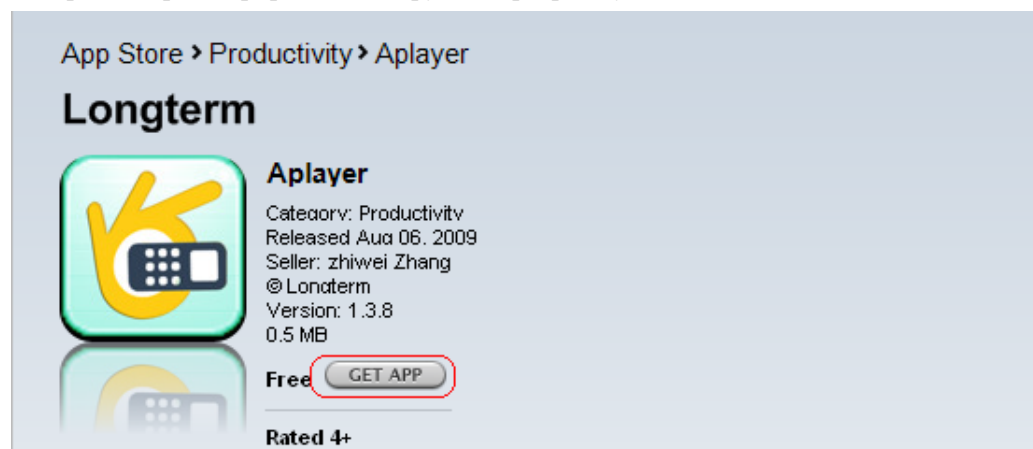 App Store > Productivity > Aplayer
Longterm
Aplayer
Category: Productivity
Released Aug 06, 2009
Seller: zhiwei Zhang
© Longterm
Version: 1.3.8
0.5 MB
Free GET APP
Rated 4+